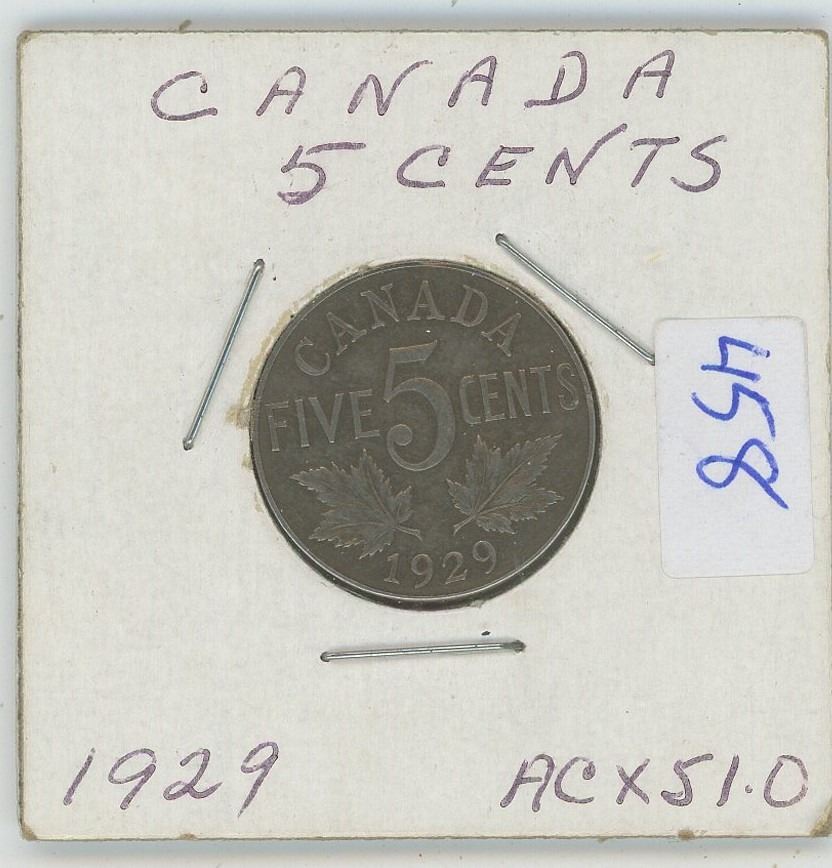 CANADA
5 CENTS
CANADA
FIVE 5 CENTS
1929
458
1929 ACX51.0